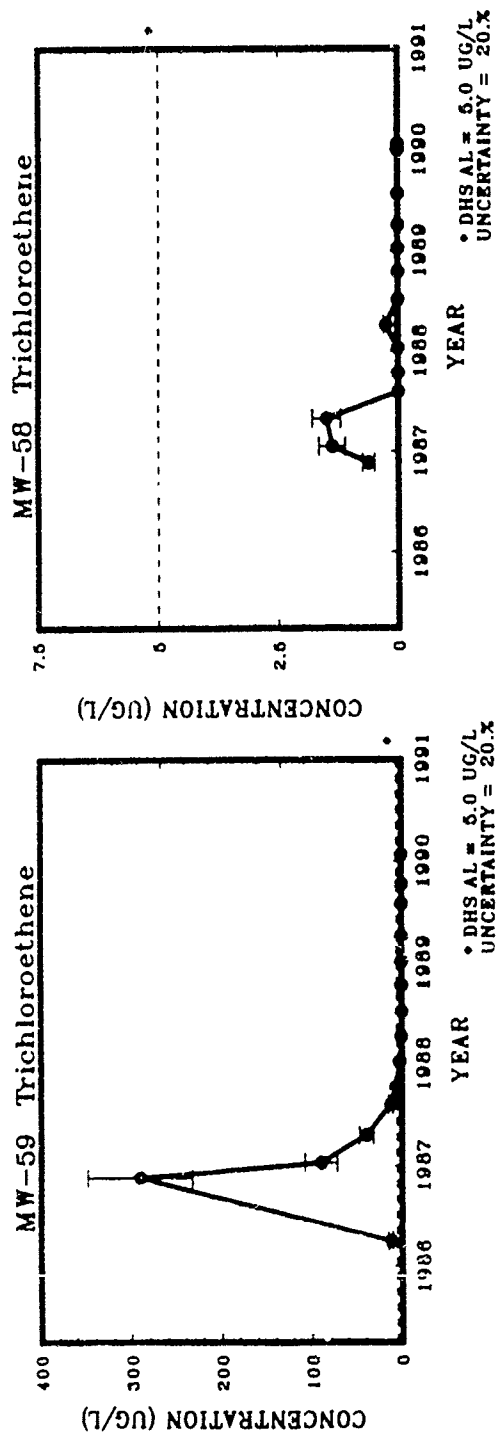 MW-59 Trichloroethene
CONCENTRATION (UG/L)
400
300
200
100
0
1986
1987
1988
1989
1990
1991
YEAR
* DHS AL = 5.0 UG/L
UNCERTAINTY = 20.%
*
MW-58 Trichloroethene
CONCENTRATION (UG/L)
7.5
5
2.5
0
1986
1987
1988
1989
1990
1991
YEAR
* DHS AL = 5.0 UG/L
UNCERTAINTY = 20.%
*